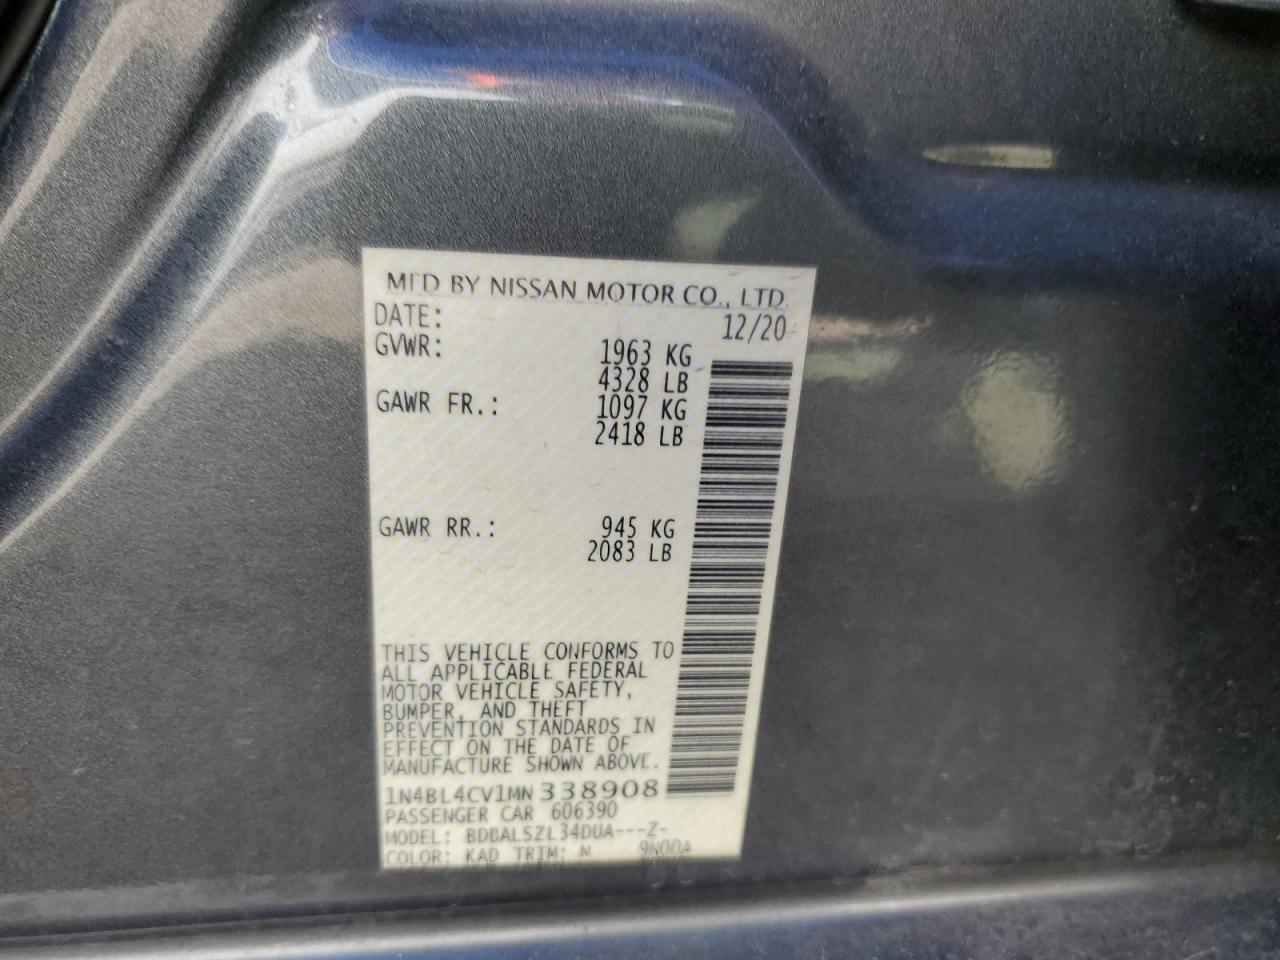 MFD BY NISSAN MOTOR CO., LTD.
DATE: 12/20
GVWR: 1963 KG
4328 LB
GAWR FR.: 1097 KG
2418 LB
GAWR RR.: 945 KG
2083 LB
THIS VEHICLE CONFORMS TO
ALL APPLICABLE FEDERAL
MOTOR VEHICLE SAFETY,
BUMPER, AND THEFT
PREVENTION STANDARDS IN
EFFECT ON THE DATE OF
MANUFACTURE SHOWN ABOVE.
1N4BL4CV1MN338908
PASSENGER CAR 606390
MODEL: BDBALSZL34DUA---Z-
COLOR: KAD TRIM: N 9N00A